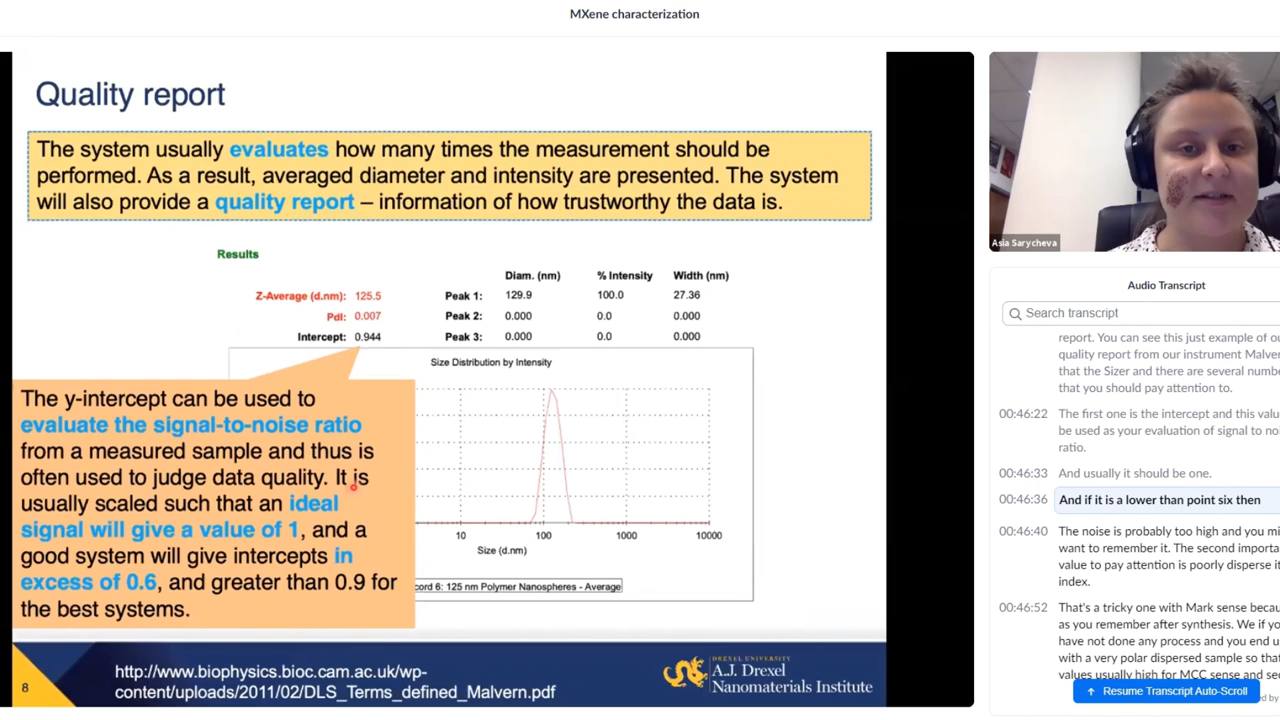 MXene characterization
Quality report
The system usually evaluates how many times the measurement should be
performed. As a result, averaged diameter and intensity are presented. The system
will also provide a quality report – information of how trustworthy the data is.
Results
Diam. (nm) % Intensity Width (nm)
Z-Average (d.nm): 125.5 Peak 1: 129.9 100.0 27.36
PdI: 0.007 Peak 2: 0.000 0.0 0.000
Intercept: 0.944 Peak 3: 0.000 0.0 0.000
Size Distribution by Intensity
10 100 1000 10000
Size (d.nm)
cord 6: 125 nm Polymer Nanospheres - Average
The y-intercept can be used to
evaluate the signal-to-noise ratio
from a measured sample and thus is
often used to judge data quality. It is
usually scaled such that an ideal
signal will give a value of 1, and a
good system will give intercepts in
excess of 0.6, and greater than 0.9 for
the best systems.
8
http://www.biophysics.bioc.cam.ac.uk/wp-
content/uploads/2011/02/DLS_Terms_defined_Malvern.pdf
DREXEL UNIVERSITY
A.J. Drexel
Nanomaterials Institute
Asia Sarycheva
Audio Transcript
Search transcript
report. You can see this just example of ou
quality report from our instrument Malver
that the Sizer and there are several numbe
that you should pay attention to.
00:46:22 The first one is the intercept and this valu
be used as your evaluation of signal to noi
ratio.
00:46:33 And usually it should be one.
00:46:36 And if it is a lower than point six then
00:46:40 The noise is probably too high and you mi
want to remember it. The second importa
value to pay attention is poorly disperse it
index.
00:46:52 That's a tricky one with Mark sense becau
as you remember after synthesis. We if yo
have not done any process and you end u
with a very polar dispersed sample so that
values usually high for MCC sense and sec
Resume Transcript Auto-Scroll
ed by